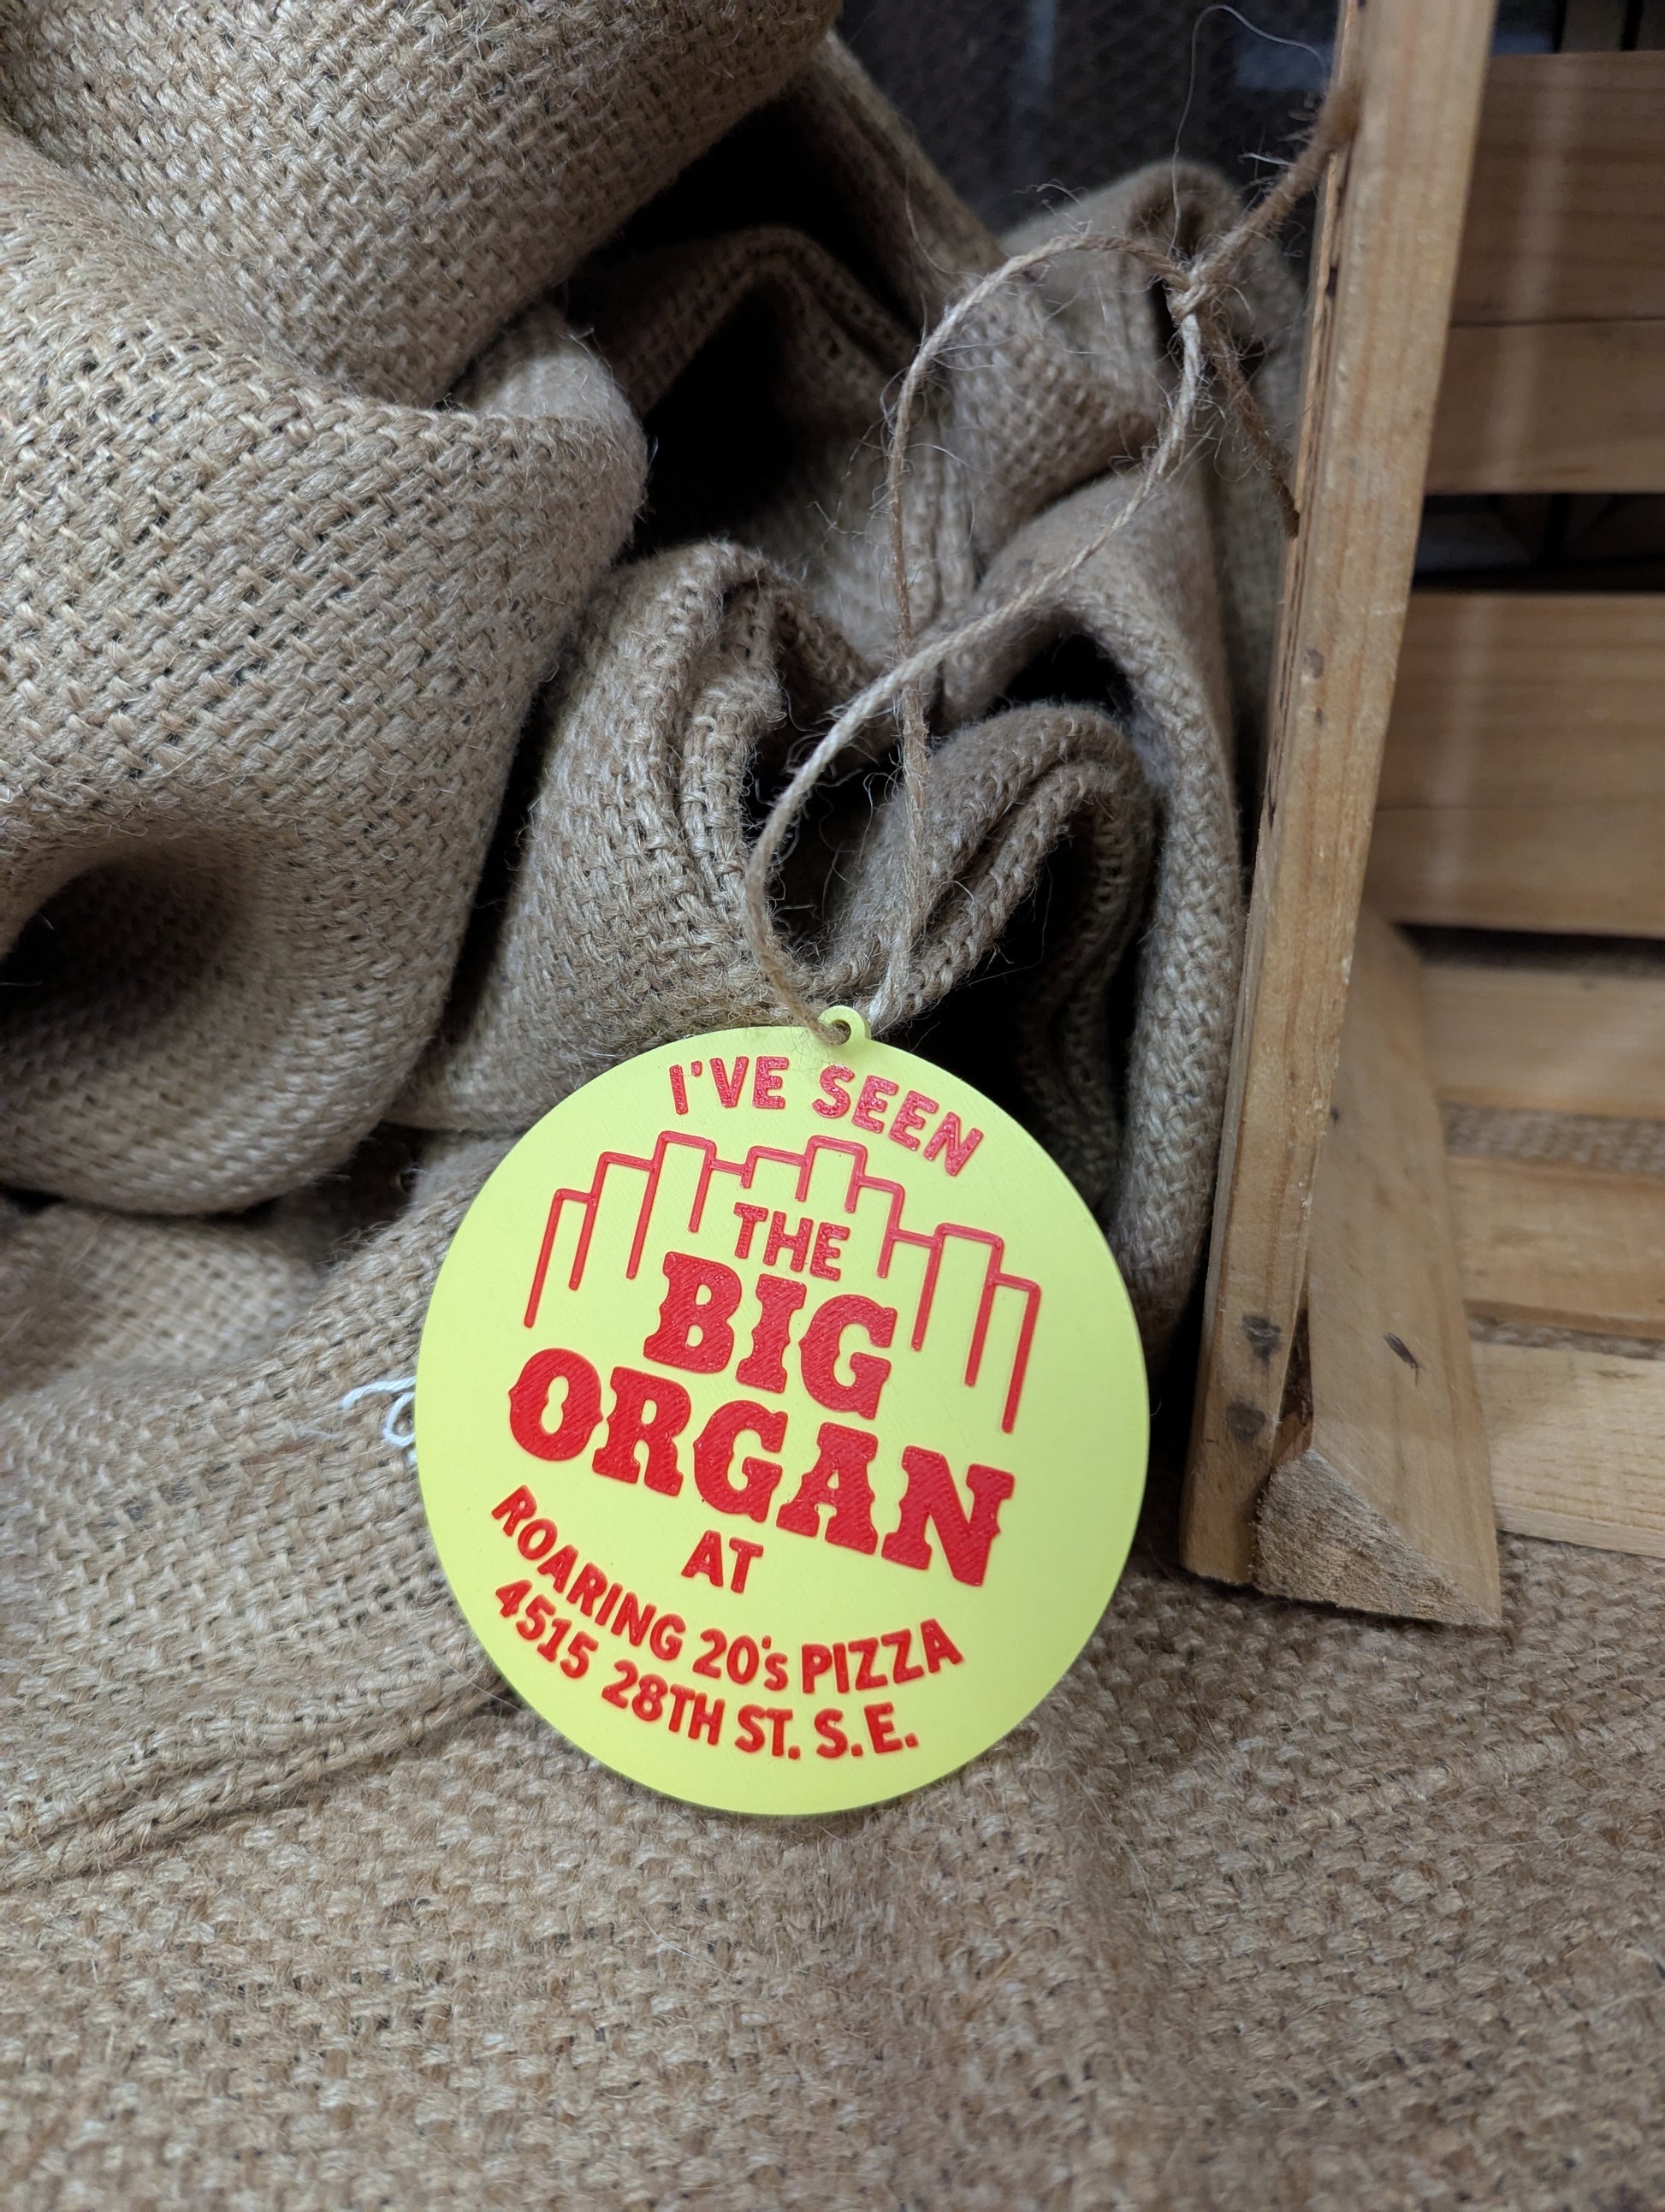 I'VE SEEN
THE
BIG
ORGAN
AT
ROARING 20's PIZZA
4515 28TH ST. S.E.